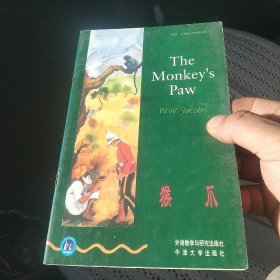 The
Monkey's
Paw
W.W. Jacobs
猴 爪
外语教学与研究出版社
牛津大学出版社